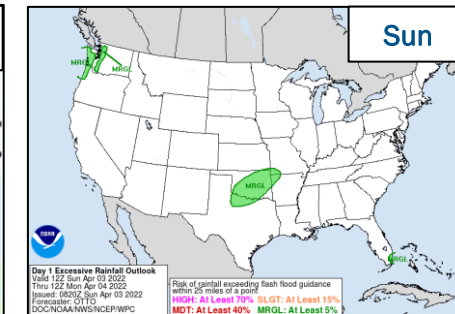 Sun
MRGL
MRGL
MRGL
MRGL
NOAA
Day 1 Excessive Rainfall Outlook
Valid 12Z Sun Apr 03 2022
Thru 12Z Mon Apr 04 2022
Issued: 0820Z Sun Apr 03 2022
Forecaster: OTTO
DOC/NOAA/NWS/NCEP/WPC
Risk of rainfall exceeding flash flood guidance
within 25 miles of a point
HIGH: At Least 70% SLGT: At Least 15%
MDT: At Least 40% MRGL: At Least 5%